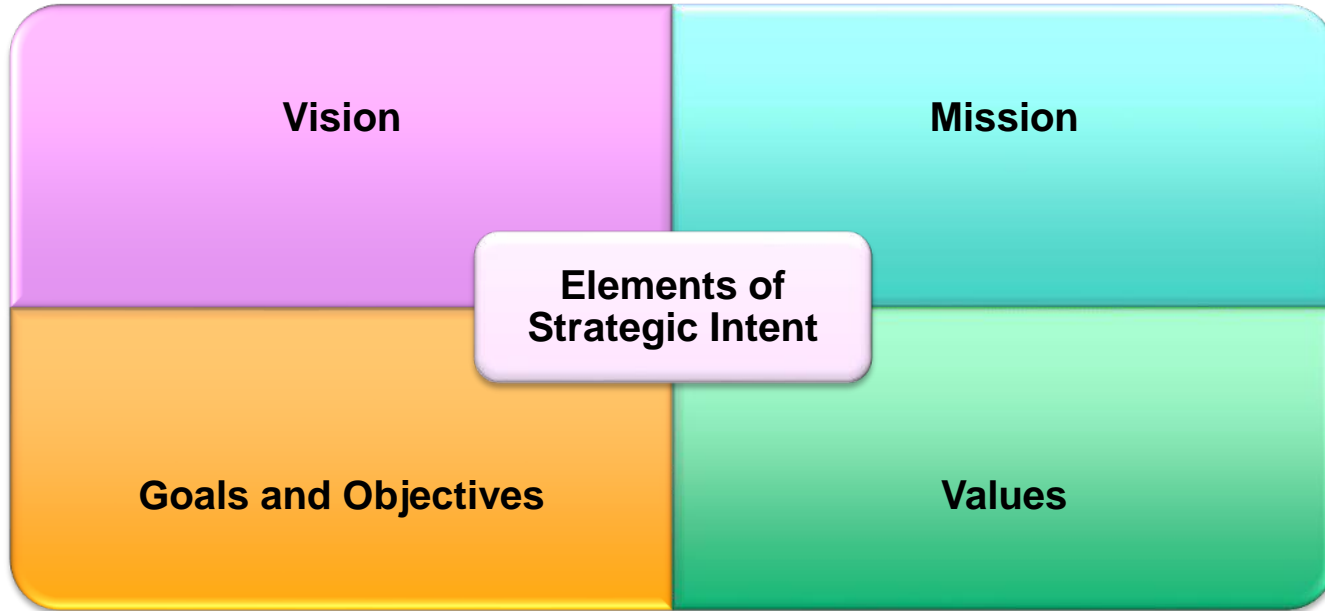 Vision
Mission
Elements of
Strategic Intent
Goals and Objectives
Values